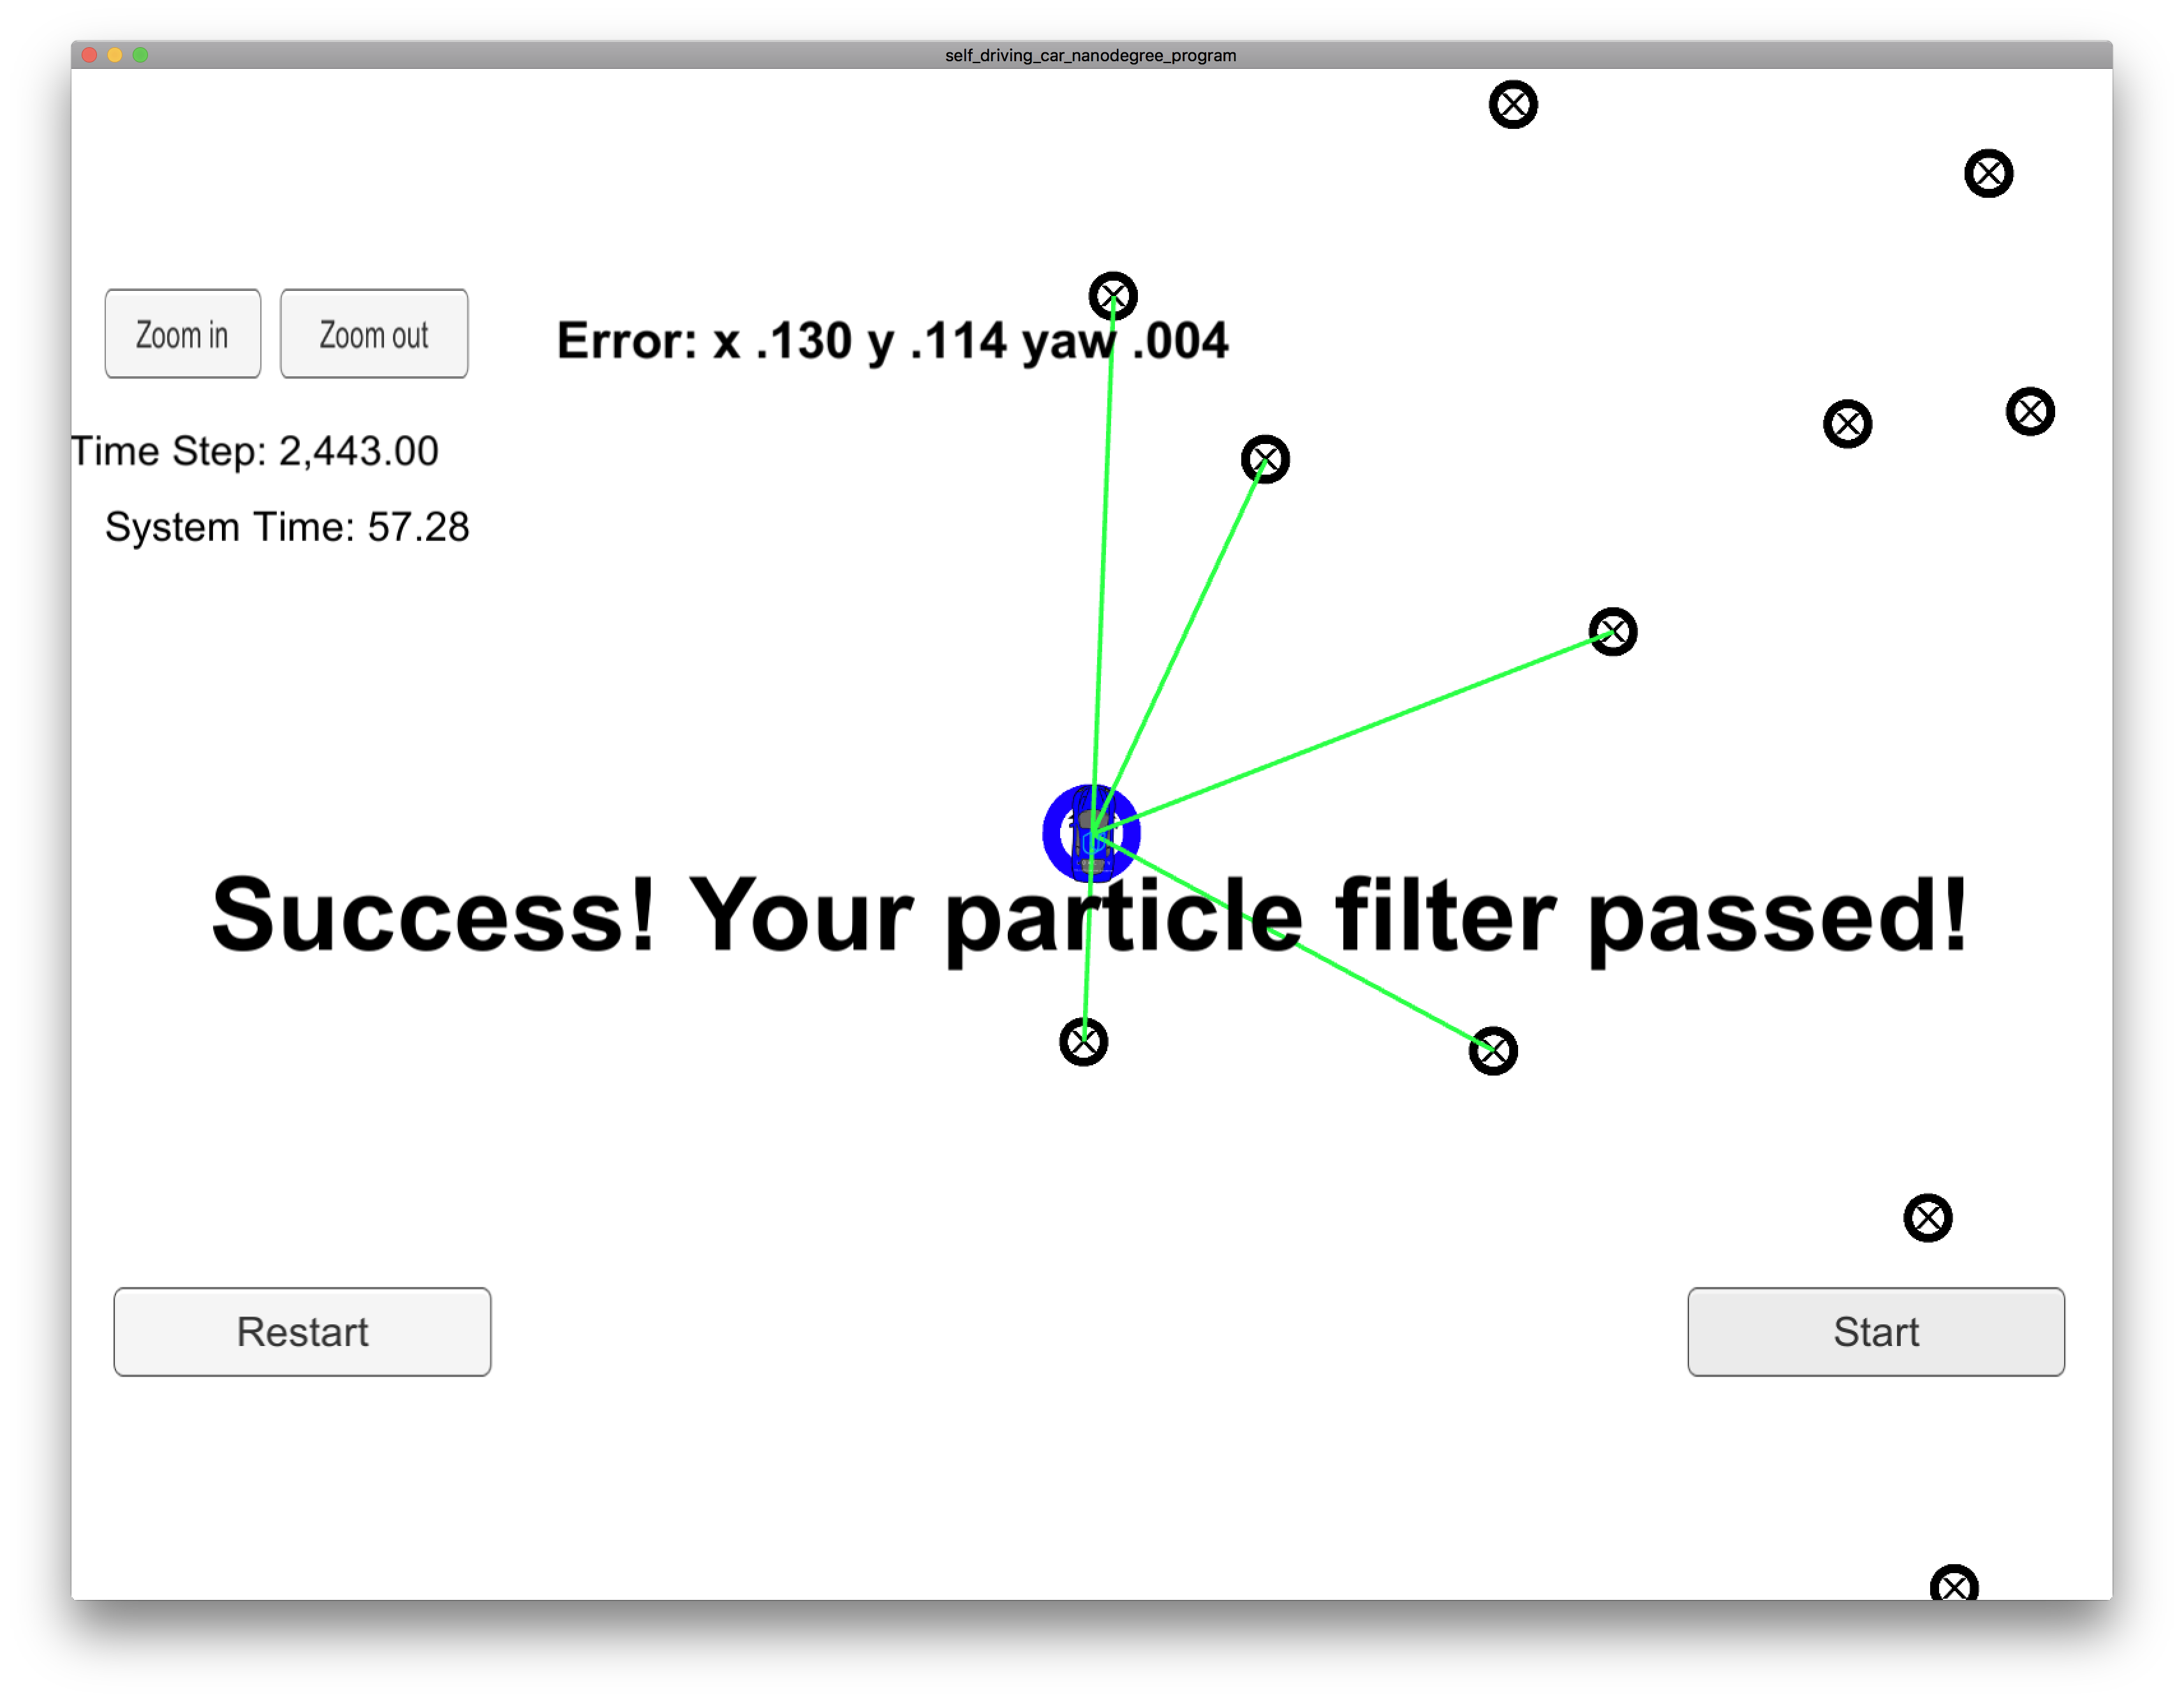 self_driving_car_nanodegree_program
Zoom in
Zoom out
Error: x .130 y .114 yaw .004
Time Step: 2,443.00
System Time: 57.28
Success! Your particle filter passed!
Restart
Start